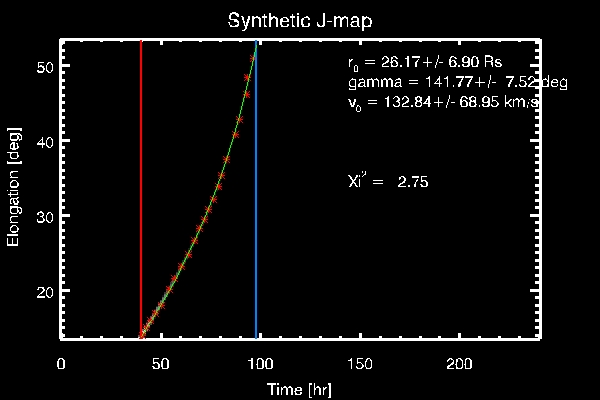 Synthetic J-map
r0 = 26.17+/- 6.90 Rs
gamma = 141.77+/- 7.52 deg
v0 = 132.84+/- 68.95 km/s
Xi² = 2.75
50
40
30
20
Elongation [deg]
0 50 100 150 200
Time [hr]